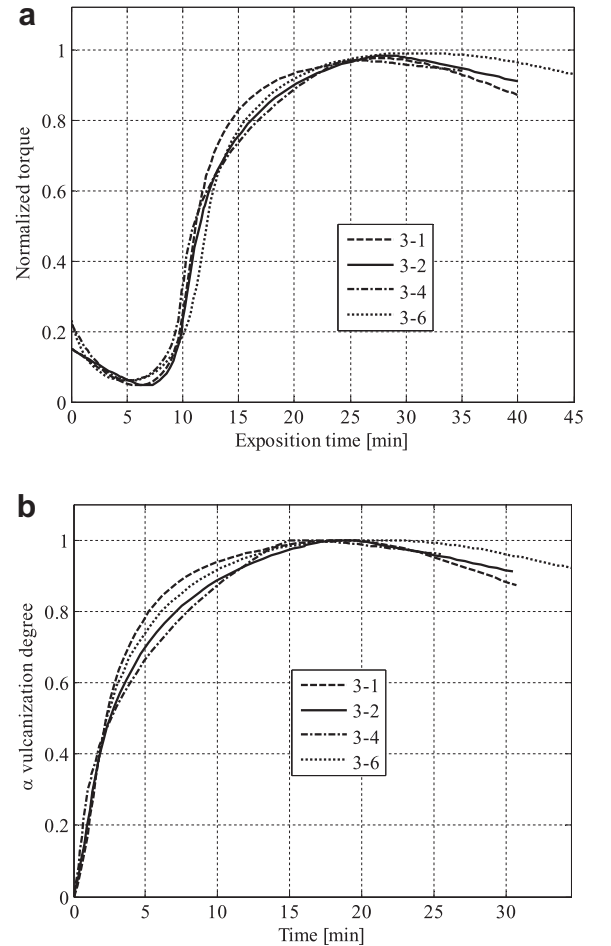 a
1
0.8
0.6
0.4
0.2
0
Normalized torque
3-1
3-2
3-4
3-6
0 5 10 15 20 25 30 35 40 45
Exposition time [min]
b
1
0.8
0.6
0.4
0.2
0
α vulcanization degree
3-1
3-2
3-4
3-6
0 5 10 15 20 25 30
Time [min]